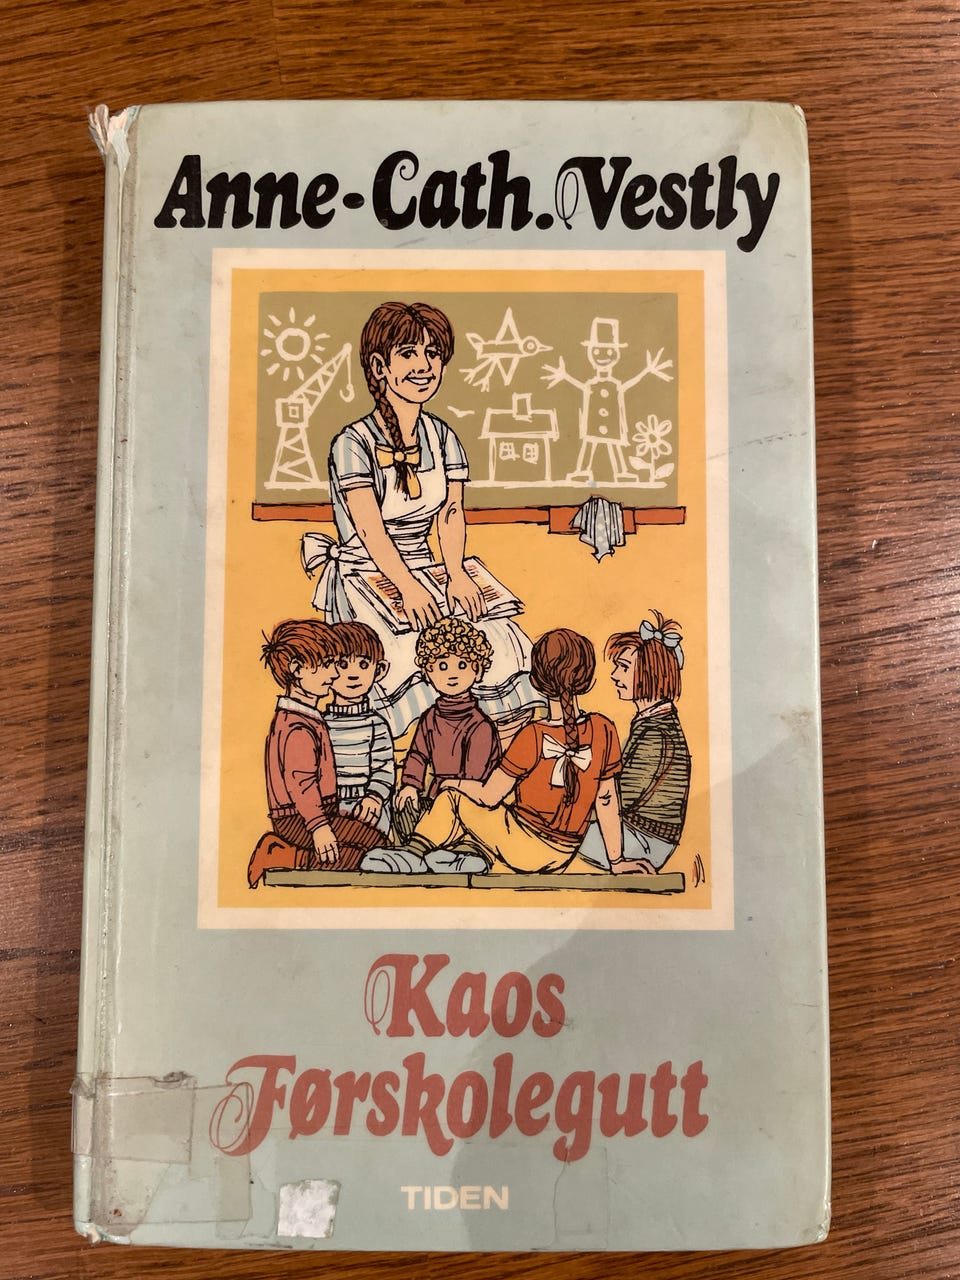 Anne-Cath. Vestly
Kaos
Førskolegutt
TIDEN